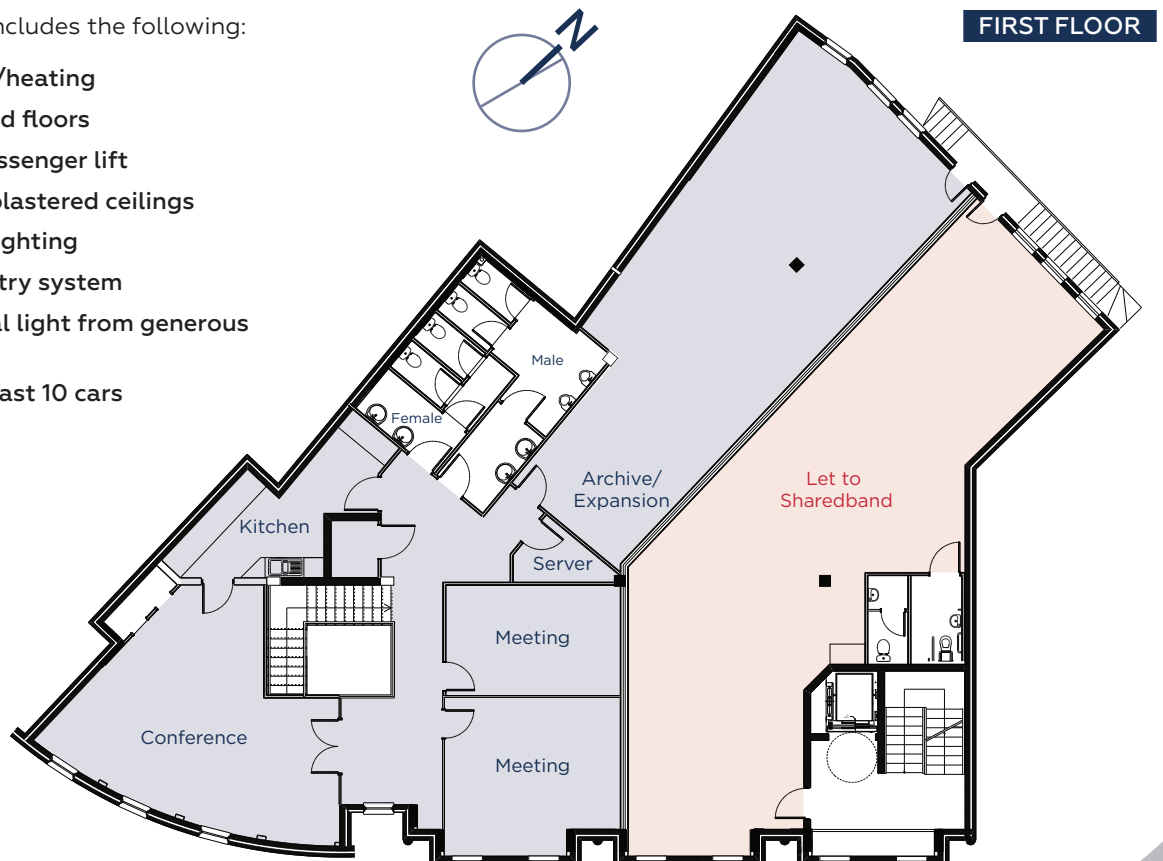 ncludes the following:
/heating
d floors
ssenger lift
plastered ceilings
ghting
try system
al light from generous
ast 10 cars
N
FIRST FLOOR
Male
Female
Archive/
Expansion
Let to
Sharedband
Kitchen
Server
Meeting
Conference
Meeting